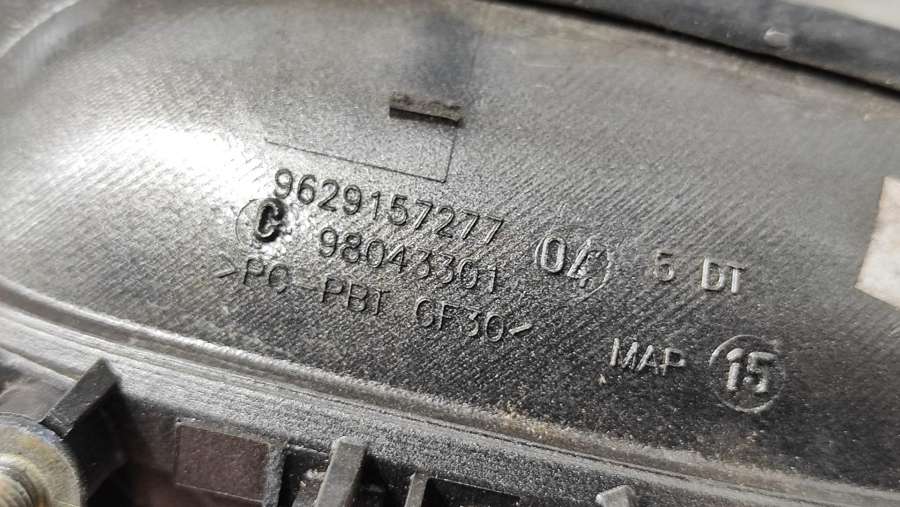 9629157277
C 98043301 04 5 DT
>PC-PBT GF30<
MAP 15